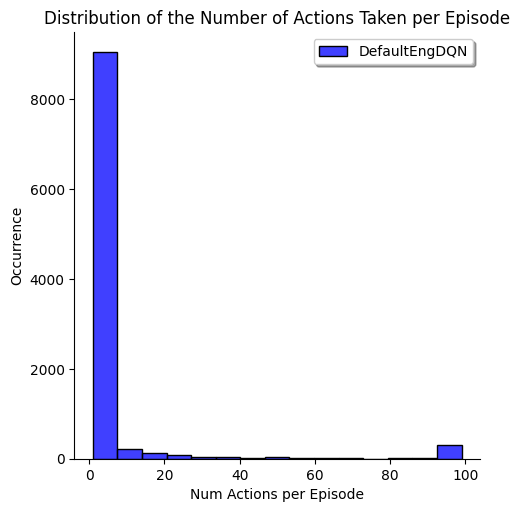 Distribution of the Number of Actions Taken per Episode
DefaultEngDQN
8000
6000
4000
2000
0
Occurrence
0 20 40 60 80 100
Num Actions per Episode